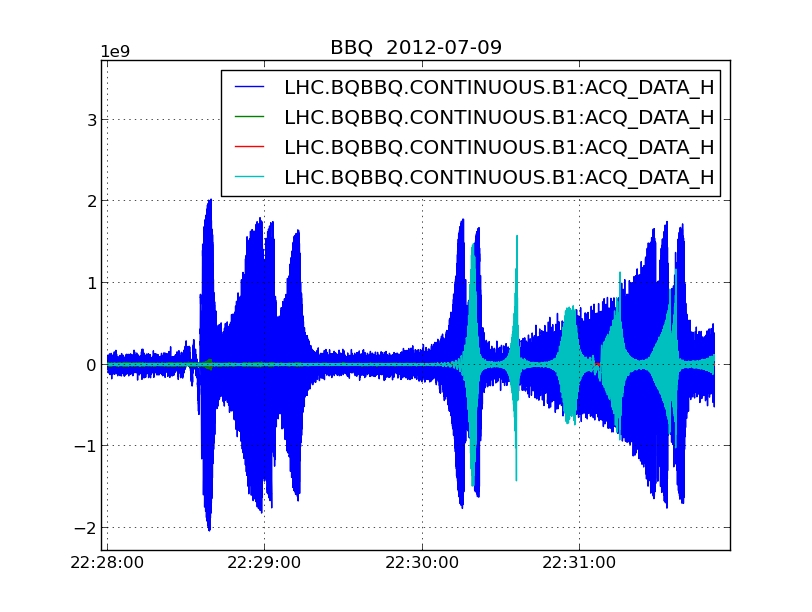 BBQ  2012-07-09
1e9
LHC.BQBBQ.CONTINUOUS.B1:ACQ_DATA_H
LHC.BQBBQ.CONTINUOUS.B1:ACQ_DATA_H
LHC.BQBBQ.CONTINUOUS.B1:ACQ_DATA_H
LHC.BQBBQ.CONTINUOUS.B1:ACQ_DATA_H
3
2
1
0
−1
−2
22:28:00 22:29:00 22:30:00 22:31:00